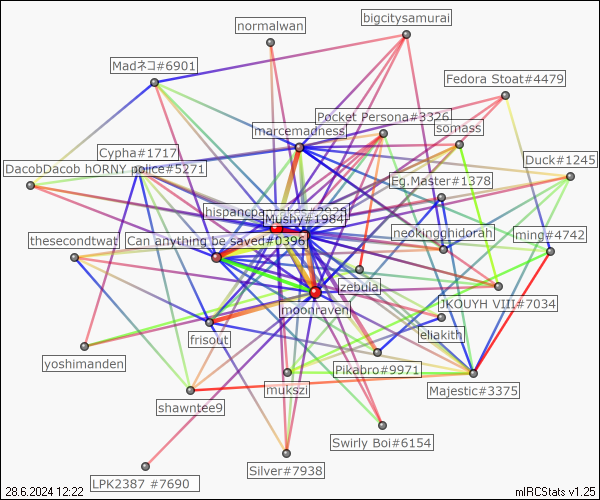 bigcitysamurai
normalwan
Madネコ#6901
Fedora Stoat#4479
Pocket Persona#3326
marcemadness
somass
Cypha#1717
Duck#1245
DacobDacob hORNY police#5271
Eg.Master#1378
Mushy#1984
neokingghidorah
ming#4742
thesecondtwat
Can anything be saved#0396
zebula
JKOUYH VIII#7034
moonraveni
frisout
eliakith
yoshimanden
Pikabro#9971
mukszi
Majestic#3375
shawntee9
Swirly Boi#6154
Silver#7938
LPK2387 #7690
28.6.2024 12:22
mIRCStats v1.25